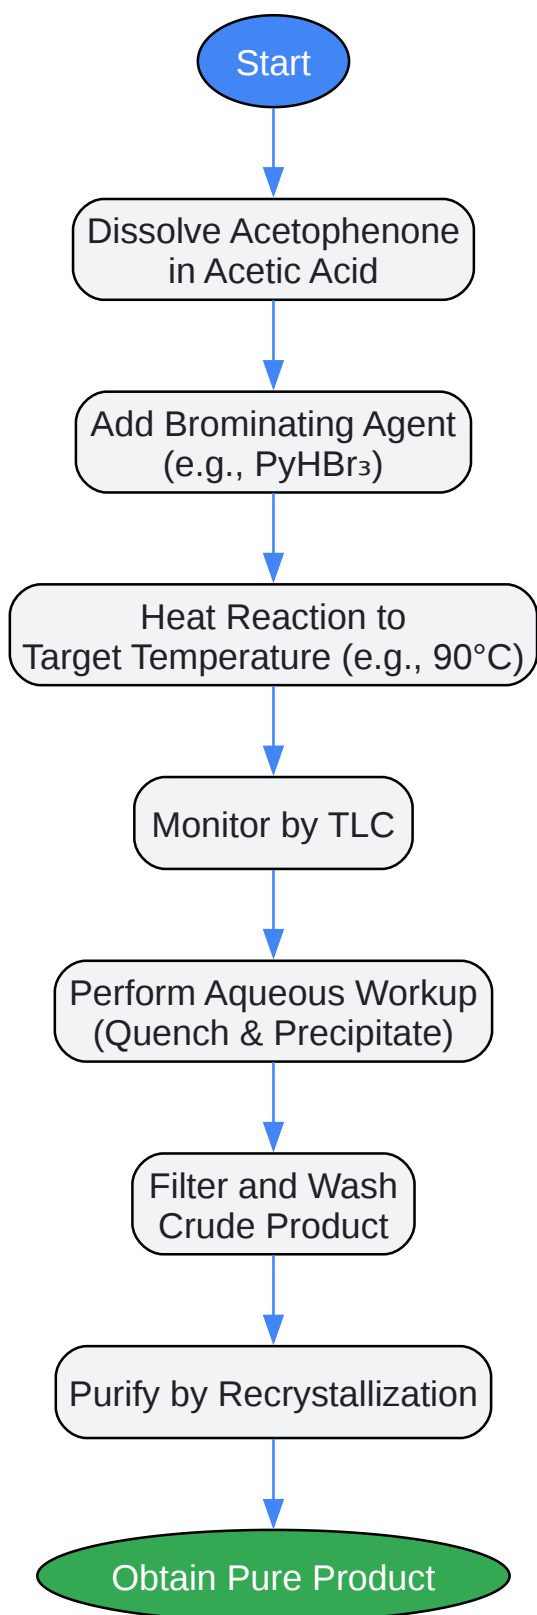 Start
Dissolve Acetophenone
in Acetic Acid
Add Brominating Agent
(e.g., PyHBr₃)
Heat Reaction to
Target Temperature (e.g., 90°C)
Monitor by TLC
Perform Aqueous Workup
(Quench & Precipitate)
Filter and Wash
Crude Product
Purify by Recrystallization
Obtain Pure Product